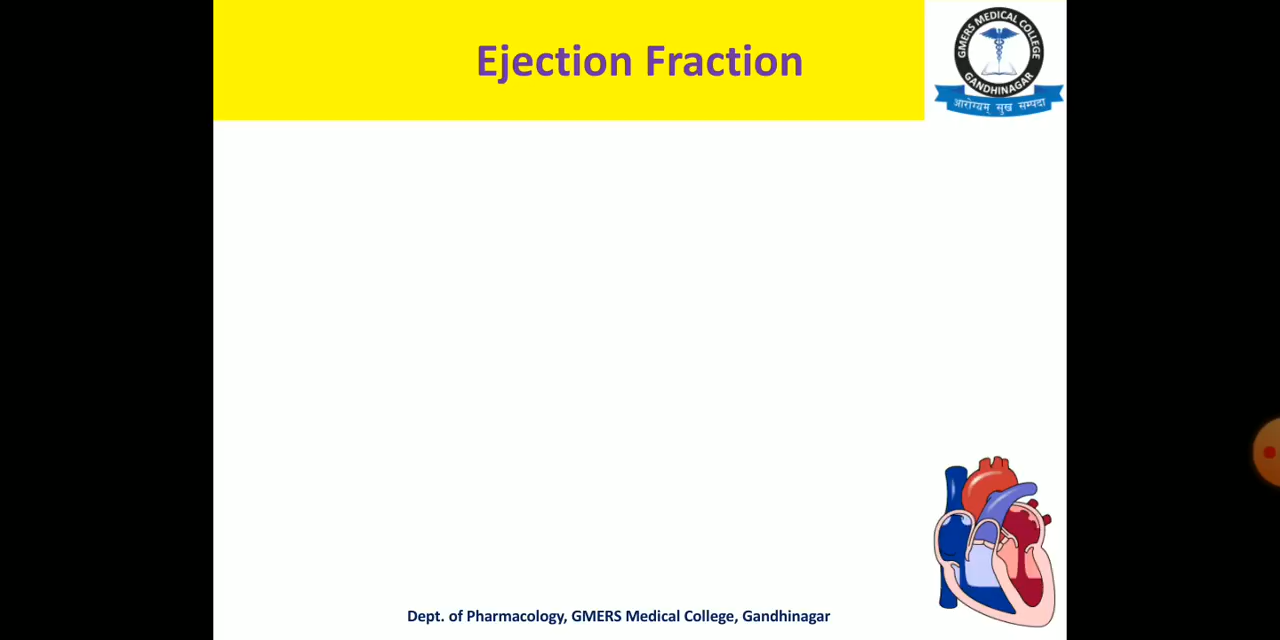 Ejection Fraction
GMERS MEDICAL COLLEGE
GANDHINAGAR
आरोग्यम् सुख सम्पदा
Dept. of Pharmacology, GMERS Medical College, Gandhinagar